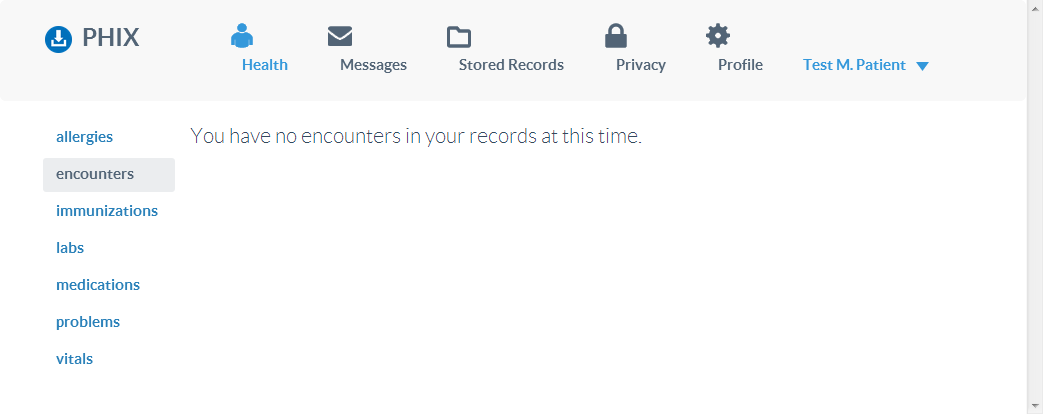 PHIX
Health
Messages
Stored Records
Privacy
Profile
Test M. Patient
allergies
You have no encounters in your records at this time.
encounters
immunizations
labs
medications
problems
vitals